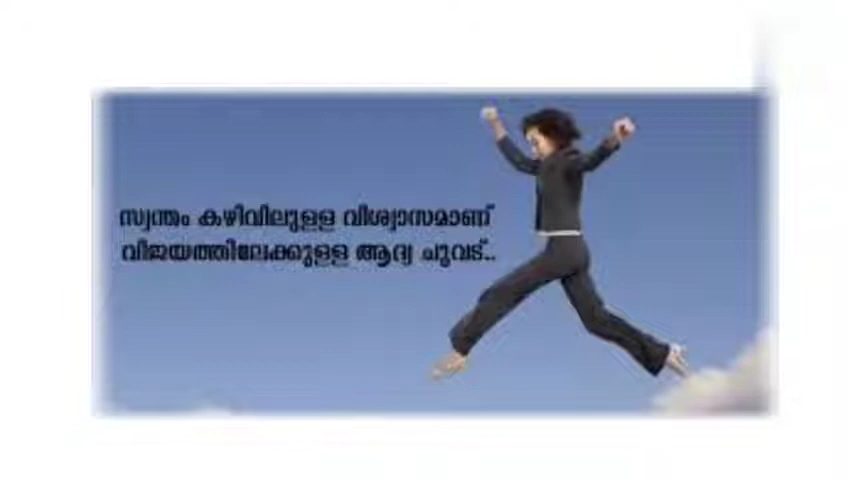 സ്വന്തം കഴിവിലുള്ള വിശ്വാസമാണ്
വിജയത്തിലേക്കുള്ള ആദ്യ ചുവട്..